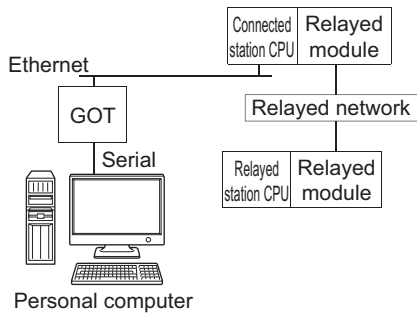 Connected
station CPU
Relayed
module
Ethernet
GOT
Relayed network
Serial
Relayed
station CPU
Relayed
module
Personal computer